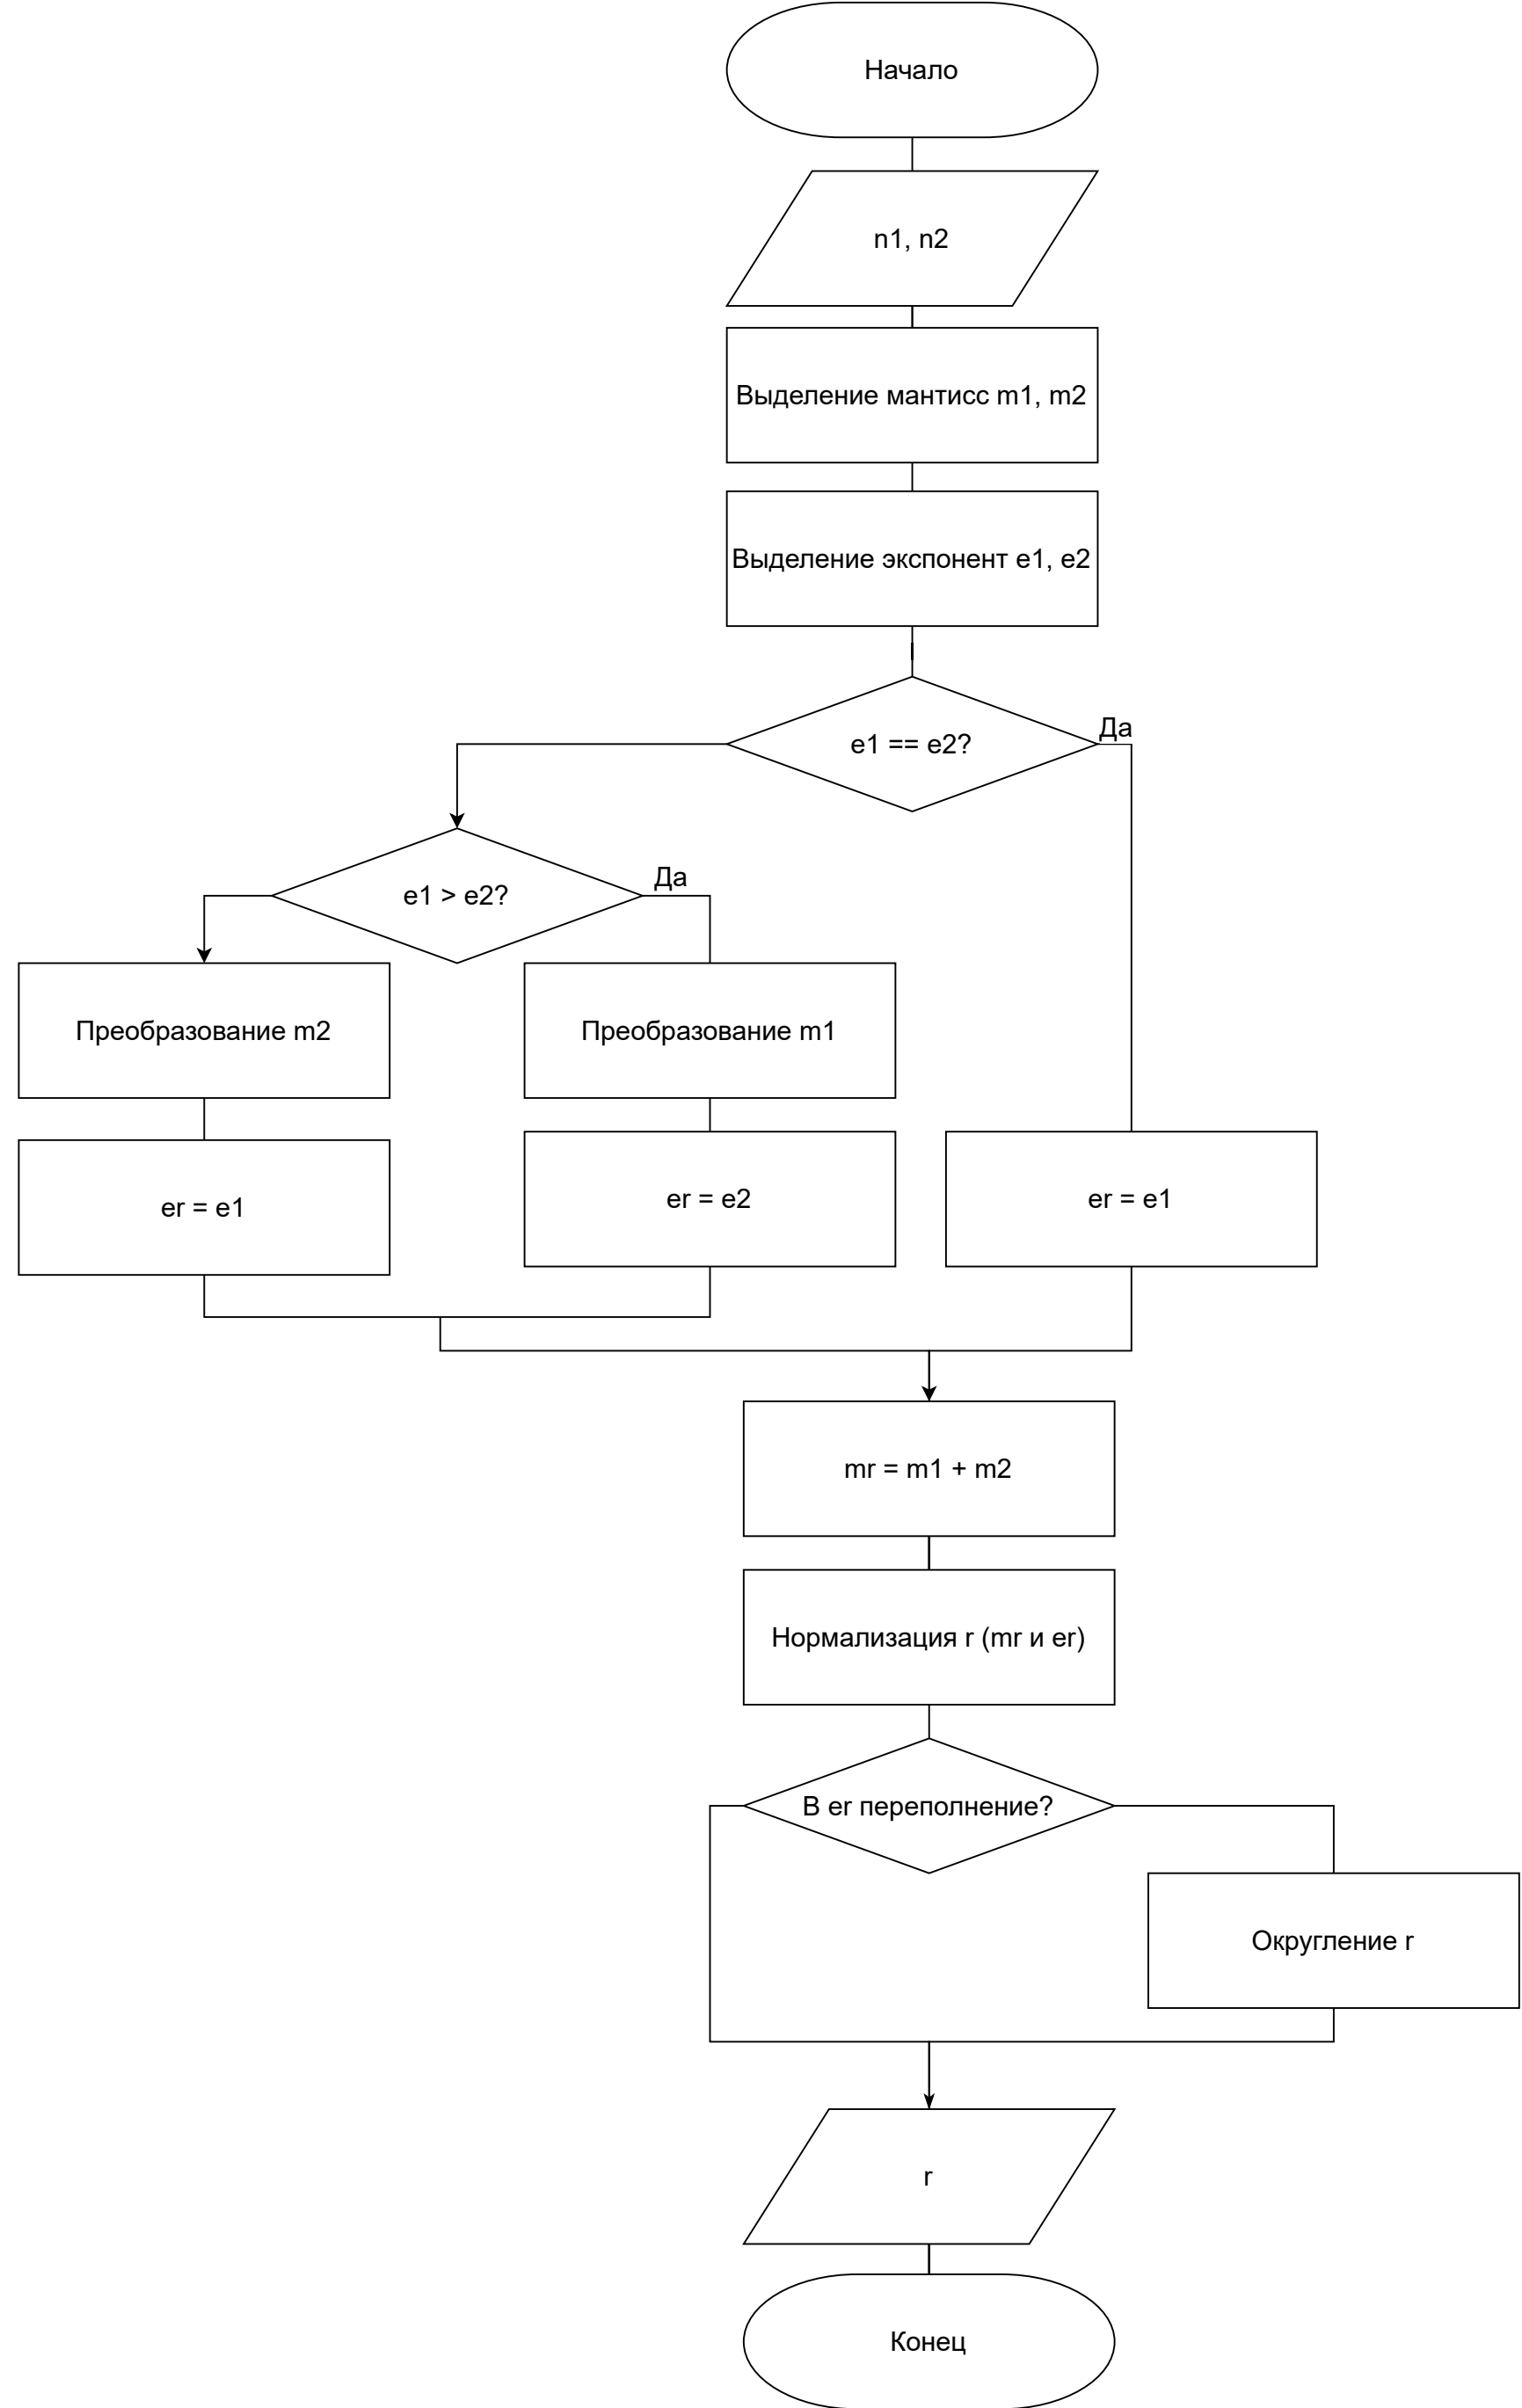 Начало
n1, n2
Выделение мантисс m1, m2
Выделение экспонент e1, e2
e1 == e2?
Да
e1 > e2?
Да
Преобразование m2
Преобразование m1
er = e1
er = e2
er = e1
mr = m1 + m2
Нормализация r (mr и er)
В er переполнение?
Округление r
r
Конец